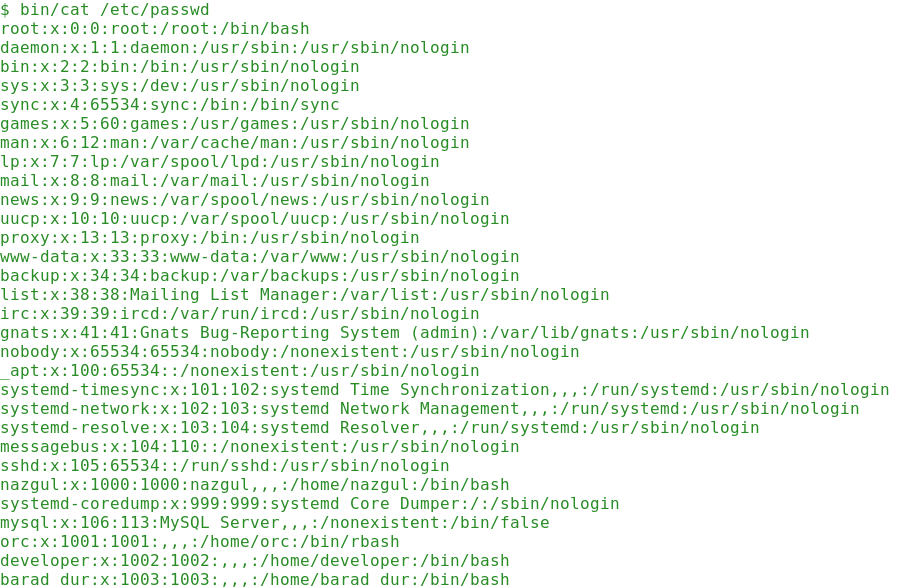 $ bin/cat /etc/passwd
root:x:0:0:root:/root:/bin/bash
daemon:x:1:1:daemon:/usr/sbin:/usr/sbin/nologin
bin:x:2:2:bin:/bin:/usr/sbin/nologin
sys:x:3:3:sys:/dev:/usr/sbin/nologin
sync:x:4:65534:sync:/bin:/bin/sync
games:x:5:60:games:/usr/games:/usr/sbin/nologin
man:x:6:12:man:/var/cache/man:/usr/sbin/nologin
lp:x:7:7:lp:/var/spool/lpd:/usr/sbin/nologin
mail:x:8:8:mail:/var/mail:/usr/sbin/nologin
news:x:9:9:news:/var/spool/news:/usr/sbin/nologin
uucp:x:10:10:uucp:/var/spool/uucp:/usr/sbin/nologin
proxy:x:13:13:proxy:/bin:/usr/sbin/nologin
www-data:x:33:33:www-data:/var/www:/usr/sbin/nologin
backup:x:34:34:backup:/var/backups:/usr/sbin/nologin
list:x:38:38:Mailing List Manager:/var/list:/usr/sbin/nologin
irc:x:39:39:ircd:/var/run/ircd:/usr/sbin/nologin
gnats:x:41:41:Gnats Bug-Reporting System (admin):/var/lib/gnats:/usr/sbin/nologin
nobody:x:65534:65534:nobody:/nonexistent:/usr/sbin/nologin
_apt:x:100:65534::/nonexistent:/usr/sbin/nologin
systemd-timesync:x:101:102:systemd Time Synchronization,,,:/run/systemd:/usr/sbin/nologin
systemd-network:x:102:103:systemd Network Management,,,:/run/systemd:/usr/sbin/nologin
systemd-resolve:x:103:104:systemd Resolver,,,:/run/systemd:/usr/sbin/nologin
messagebus:x:104:110::/nonexistent:/usr/sbin/nologin
sshd:x:105:65534::/run/sshd:/usr/sbin/nologin
nazgul:x:1000:1000:nazgul,,,:/home/nazgul:/bin/bash
systemd-coredump:x:999:999:systemd Core Dumper:/:/sbin/nologin
mysql:x:106:113:MySQL Server,,,:/nonexistent:/bin/false
orc:x:1001:1001:,,,:/home/orc:/bin/rbash
developer:x:1002:1002:,,,:/home/developer:/bin/bash
barad_dur:x:1003:1003:,,,:/home/barad_dur:/bin/bash